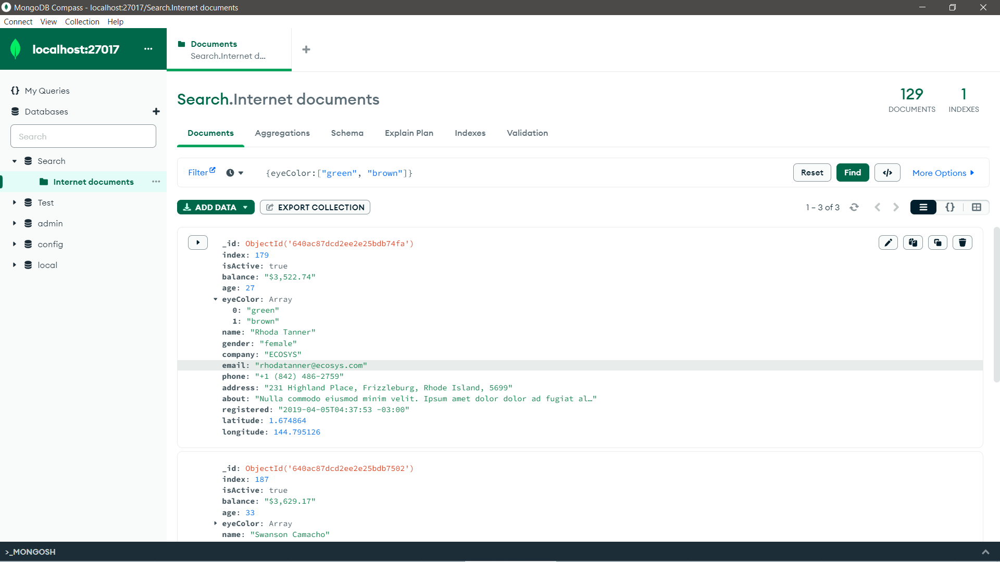 MongoDB Compass - localhost:27017/Search.Internet documents
Connect View Collection Help
localhost:27017 ...
Documents
Search.Internet d...
My Queries
Databases
Search
Search
Internet documents
Test
admin
config
local
Search.Internet documents
129
DOCUMENTS
1
INDEXES
Documents Aggregations Schema Explain Plan Indexes Validation
Filter {eyeColor:["green", "brown"]} Reset Find </> More Options
ADD DATA EXPORT COLLECTION 1 – 3 of 3 {}
_id: ObjectId('640ac87dcd2ee2e25bdb74fa')
index: 179
isActive: true
balance: "$3,522.74"
age: 27
eyeColor: Array
0: "green"
1: "brown"
name: "Rhoda Tanner"
gender: "female"
company: "ECOSYS"
email: "rhodatanner@ecosys.com"
phone: "+1 (842) 486-2759"
address: "231 Highland Place, Frizzleburg, Rhode Island, 5699"
about: "Nulla commodo eiusmod minim velit. Ipsum amet dolor dolor ad fugiat al…"
registered: "2019-04-05T04:37:53 -03:00"
latitude: 1.674864
longitude: 144.795126
_id: ObjectId('640ac87dcd2ee2e25bdb7502')
index: 187
isActive: true
balance: "$3,629.17"
age: 33
eyeColor: Array
name: "Swanson Camacho"
>_MONGOSH